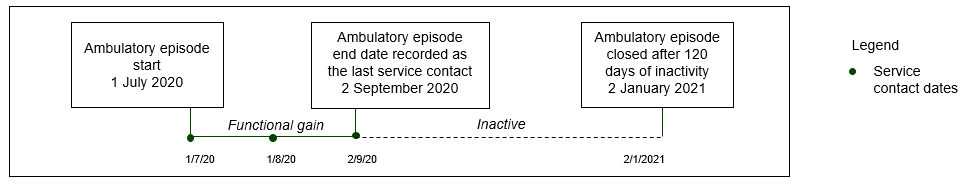 Ambulatory episode
start
1 July 2020
Ambulatory episode
end date recorded as
the last service contact
2 September 2020
Ambulatory episode
closed after 120
days of inactivity
2 January 2021
Legend
Service
contact dates
Functional gain
Inactive
1/7/20
1/8/20
2/9/20
2/1/2021